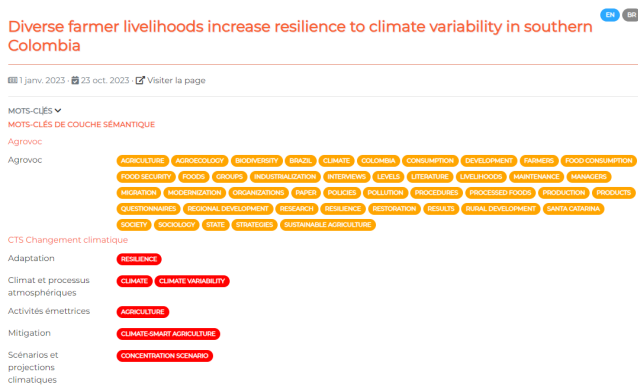 EN BR
Diverse farmer livelihoods increase resilience to climate variability in southern
Colombia
1 janv. 2023 · 23 oct. 2023 · Visiter la page
MOTS-CLÉS
MOTS-CLÉS DE COUCHE SÉMANTIQUE
Agrovoc
Agrovoc AGRICULTURE AGROECOLOGY BIODIVERSITY BRAZIL CLIMATE COLOMBIA CONSUMPTION DEVELOPMENT FARMERS FOOD CONSUMPTION
FOOD SECURITY FOODS GROUPS INDUSTRIALIZATION INTERVIEWS LEVELS LITERATURE LIVELIHOODS MAINTENANCE MANAGERS
MIGRATION MODERNIZATION ORGANIZATIONS PAPER POLICIES POLLUTION PROCEDURES PROCESSED FOODS PRODUCTION PRODUCTS
QUESTIONNAIRES REGIONAL DEVELOPMENT RESEARCH RESILIENCE RESTORATION RESULTS RURAL DEVELOPMENT SANTA CATARINA
SOCIETY SOCIOLOGY STATE STRATEGIES SUSTAINABLE AGRICULTURE
CTS Changement climatique
Adaptation RESILIENCE
Climat et processus CLIMATE CLIMATE VARIABILITY
atmosphériques
Activités émettrices AGRICULTURE
Mitigation CLIMATE-SMART AGRICULTURE
Scénarios et CONCENTRATION SCENARIO
projections
climatiques